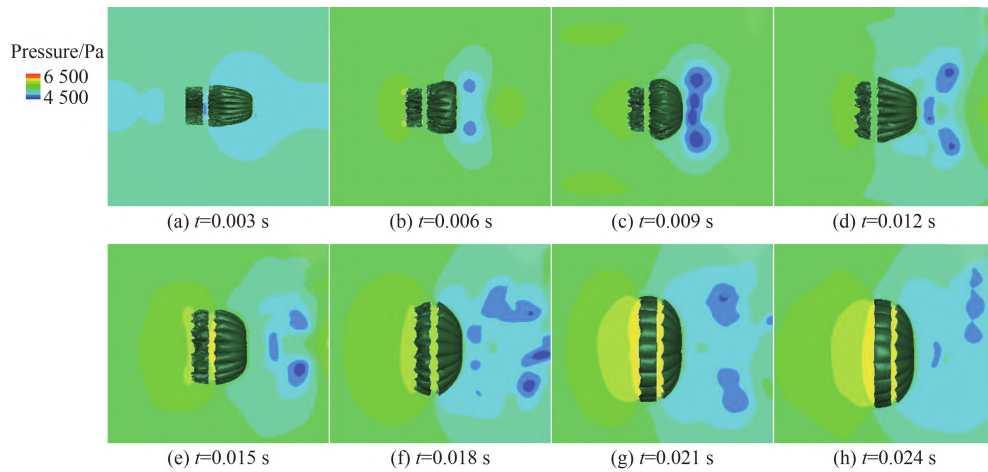 Pressure/Pa
6 500
4 500
(a) t=0.003 s
(b) t=0.006 s
(c) t=0.009 s
(d) t=0.012 s
(e) t=0.015 s
(f) t=0.018 s
(g) t=0.021 s
(h) t=0.024 s